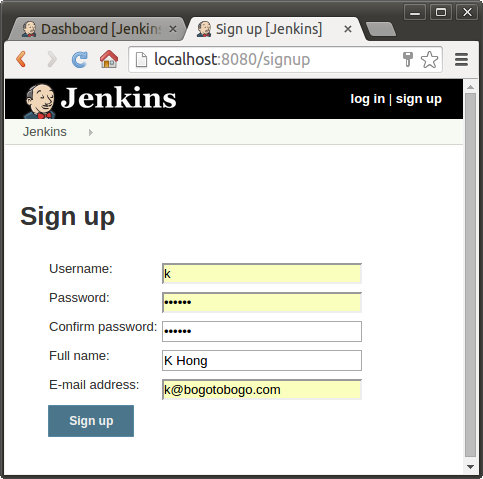 Dashboard [Jenkins
Sign up [Jenkins]
localhost:8080/signup
Jenkins
log in | sign up
Jenkins
Sign up
Username: k
Password: ••••••
Confirm password: ••••••
Full name: K Hong
E-mail address: k@bogotobogo.com
Sign up